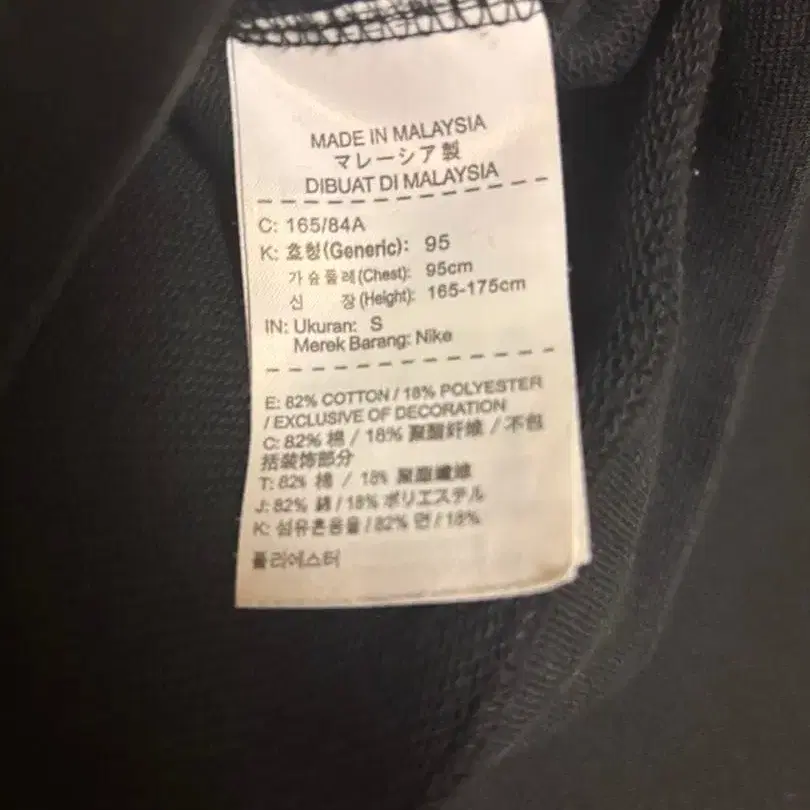 MADE IN MALAYSIA
マレーシア製
DIBUAT DI MALAYSIA
C: 165/84A
K: 호칭(Generic): 95
가슴둘레(Chest): 95cm
신 장(Height): 165-175cm
IN: Ukuran: S
Merek Barang: Nike
E: 82% COTTON / 18% POLYESTER
/ EXCLUSIVE OF DECORATION
C: 82% 棉 / 18% 聚酯纤维 / 不包
括装饰部分
T: 82% 棉 / 18% 聚酯纖維
J: 82% 綿 / 18% ポリエステル
K: 섬유혼용율 / 82% 면 / 18%
폴리에스터